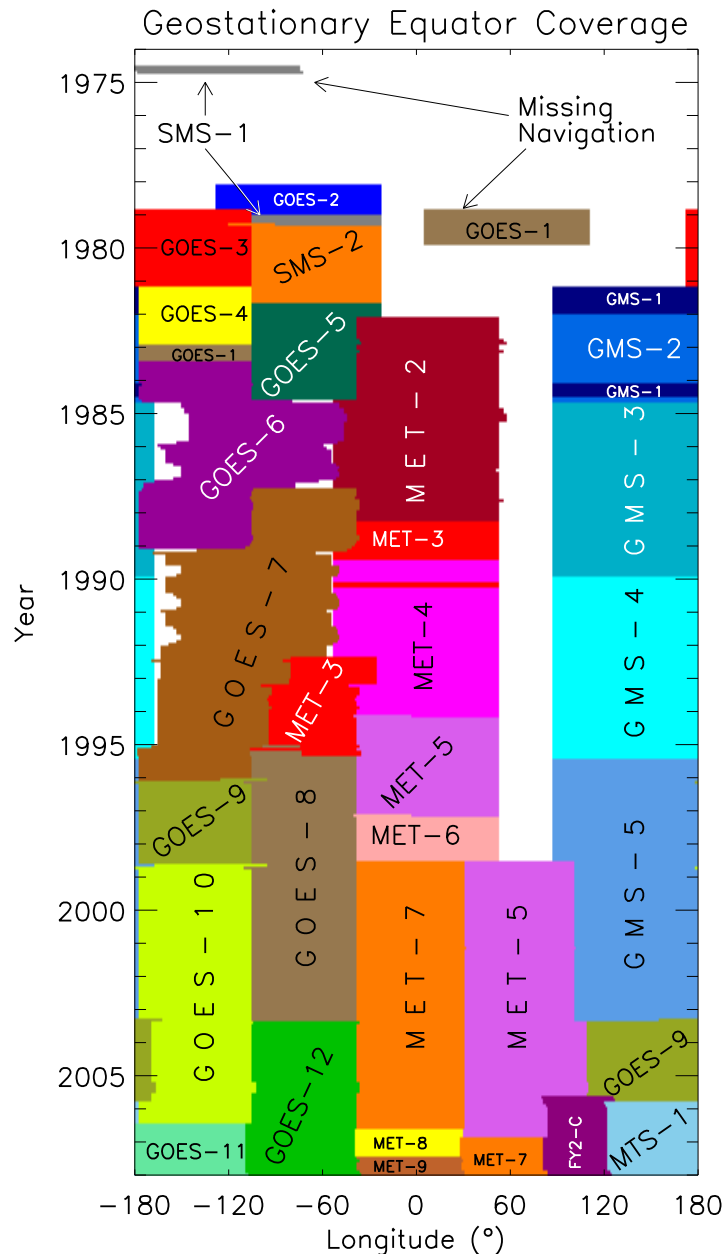 Geostationary Equator Coverage
1975
Missing
Navigation
SMS-1
GOES-2
GOES-3
GOES-1
1980
SMS-2
GOES-4
GMS-1
GOES-5
GMS-2
GOES-1
MET-2
GMS-1
1985
GOES-6
GMS-3
MET-3
1990
Year
GOES-7
MET-4
GMS-4
MET-3
1995
MET-5
GOES-9
GOES-8
MET-6
GMS-5
2000
GOES-10
MET-7
MET-5
2005
GOES-12
GOES-9
GOES-11
MET-8
MET-9
MET-7
FY2-C
MTS-1
-180 -120 -60 0 60 120 180
Longitude (°)